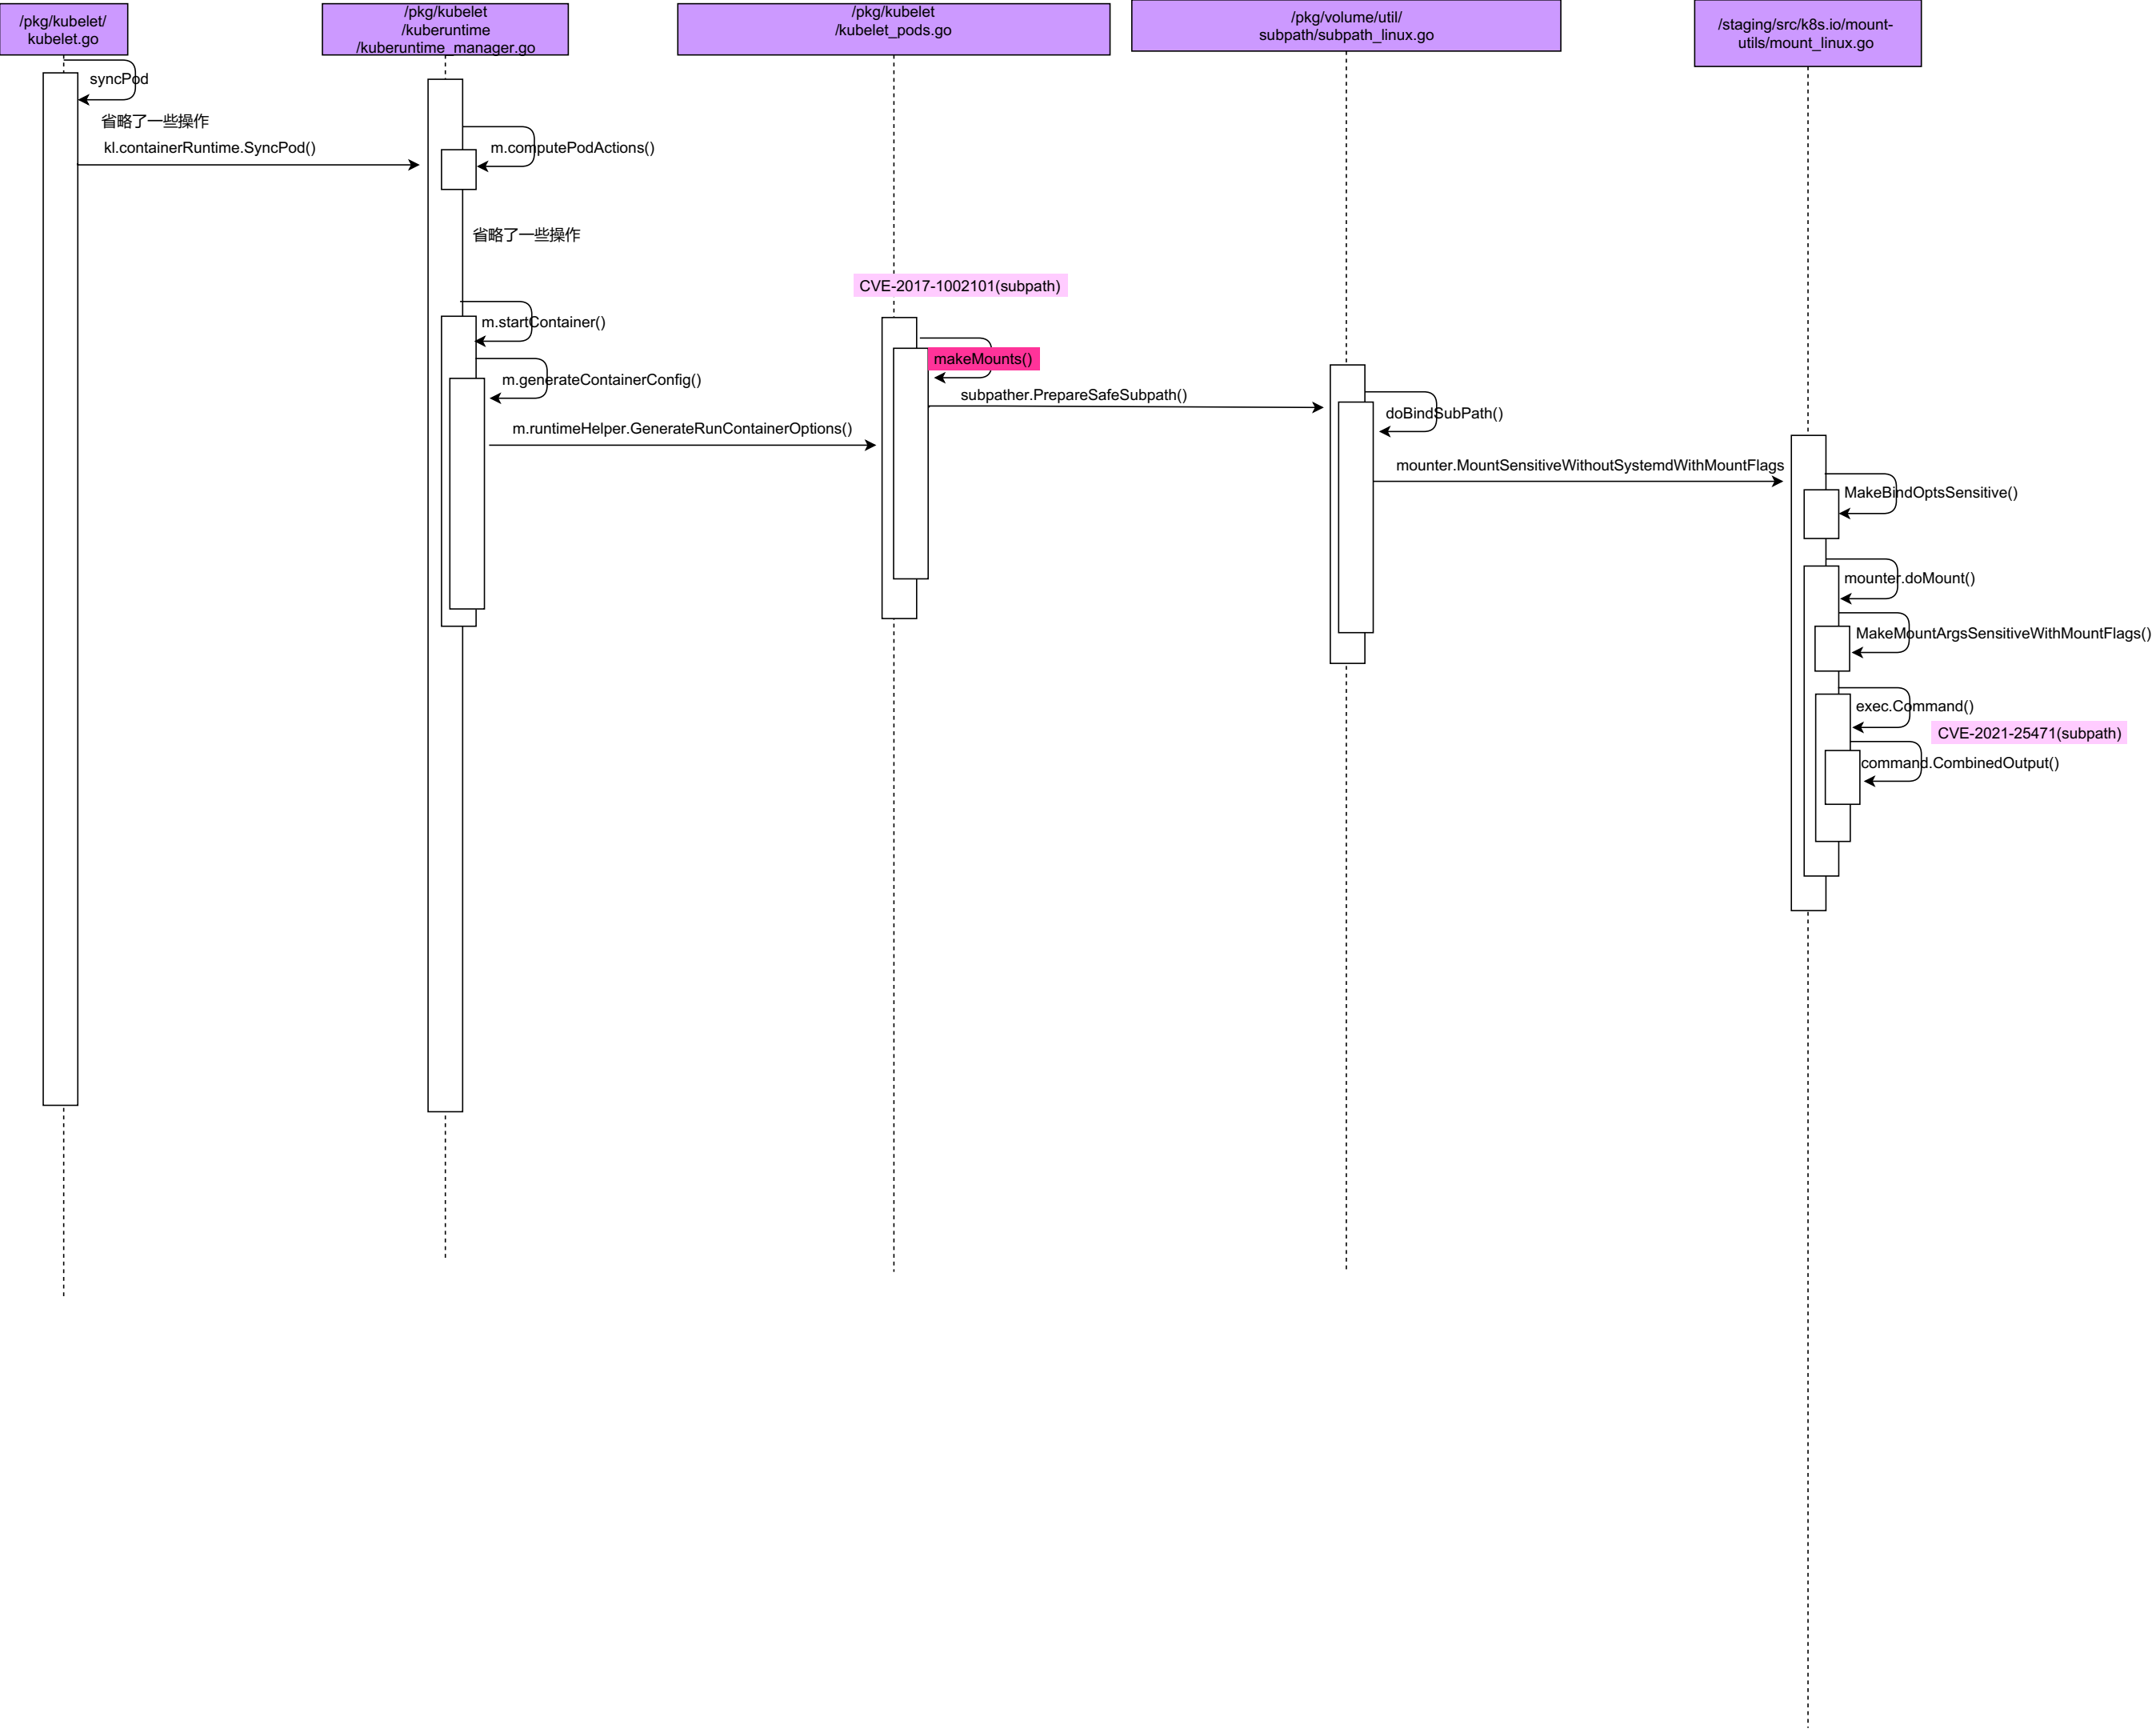 /pkg/kubelet/
kubelet.go
/pkg/kubelet
/kuberuntime
/kuberuntime_manager.go
/pkg/kubelet
/kubelet_pods.go
/pkg/volume/util/
subpath/subpath_linux.go
/staging/src/k8s.io/mount-
utils/mount_linux.go
syncPod
省略了一些操作
kl.containerRuntime.SyncPod()
m.computePodActions()
省略了一些操作
CVE-2017-1002101(subpath)
m.startContainer()
makeMounts()
m.generateContainerConfig()
subpather.PrepareSafeSubpath()
doBindSubPath()
m.runtimeHelper.GenerateRunContainerOptions()
mounter.MountSensitiveWithoutSystemdWithMountFlags
MakeBindOptsSensitive()
mounter.doMount()
MakeMountArgsSensitiveWithMountFlags()
exec.Command()
CVE-2021-25471(subpath)
command.CombinedOutput()